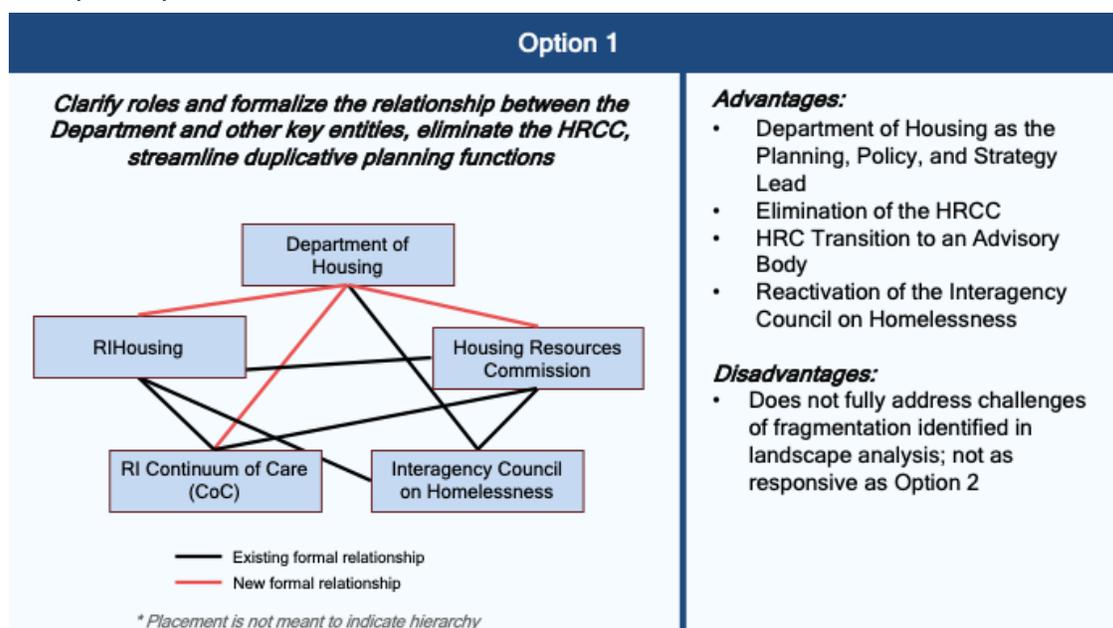 Option 1
Clarify roles and formalize the relationship between the
Department and other key entities, eliminate the HRCC,
streamline duplicative planning functions
Department of
Housing
RIHousing
Housing Resources
Commission
RI Continuum of Care
(CoC)
Interagency Council
on Homelessness
Existing formal relationship
New formal relationship
* Placement is not meant to indicate hierarchy
Advantages:
• Department of Housing as the
Planning, Policy, and Strategy
Lead
• Elimination of the HRCC
• HRC Transition to an Advisory
Body
• Reactivation of the Interagency
Council on Homelessness
Disadvantages:
• Does not fully address challenges
of fragmentation identified in
landscape analysis; not as
responsive as Option 2